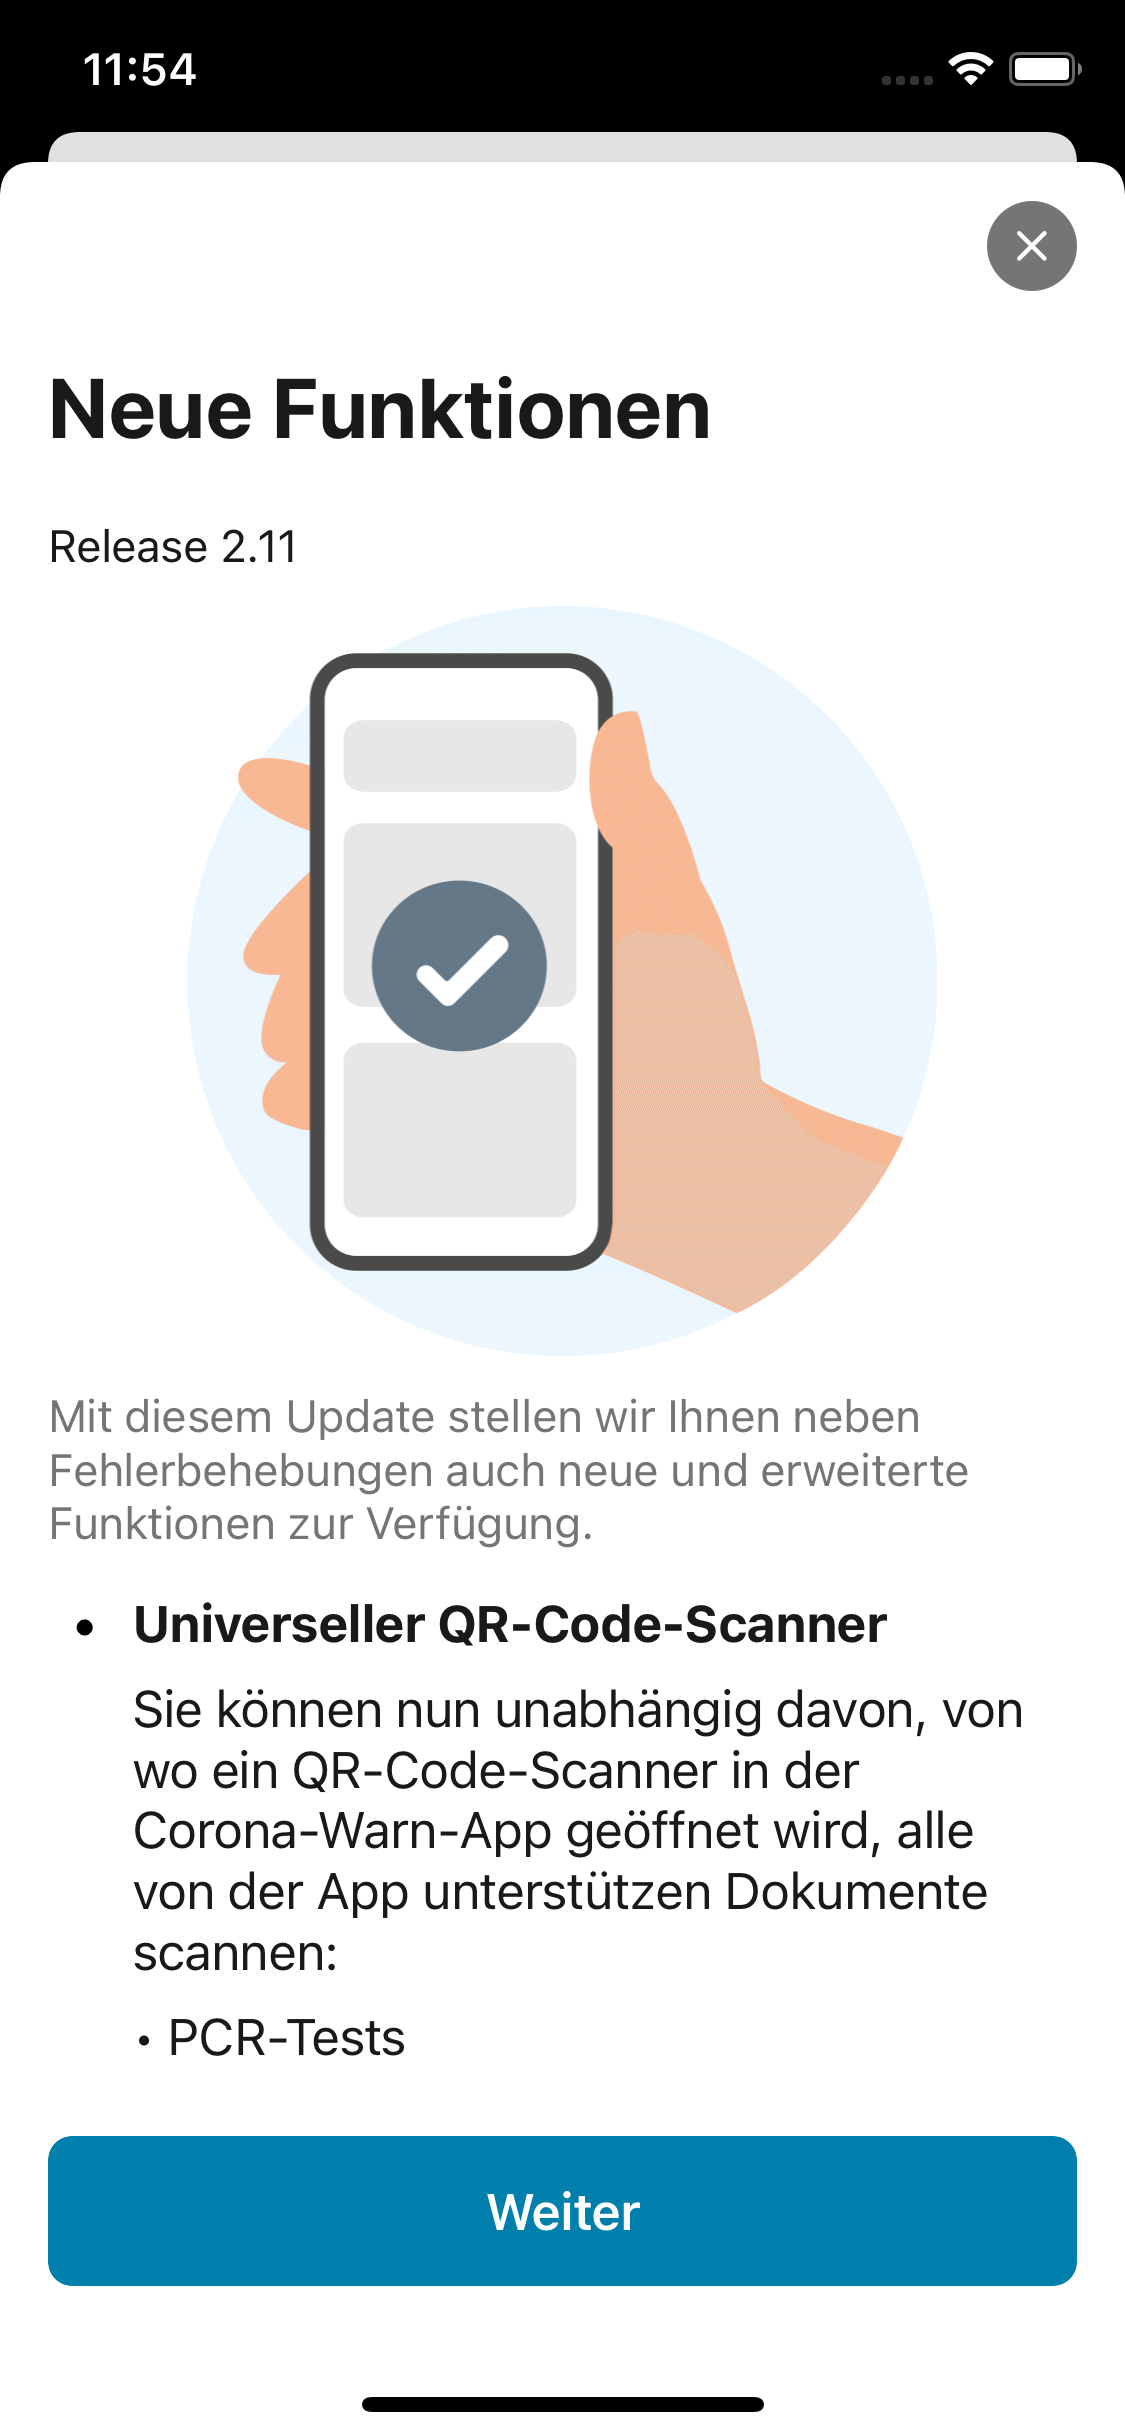 11:54
Neue Funktionen
Release 2.11
Mit diesem Update stellen wir Ihnen neben
Fehlerbehebungen auch neue und erweiterte
Funktionen zur Verfügung.
• Universeller QR-Code-Scanner
Sie können nun unabhängig davon, von
wo ein QR-Code-Scanner in der
Corona-Warn-App geöffnet wird, alle
von der App unterstützen Dokumente
scannen:
• PCR-Tests
Weiter